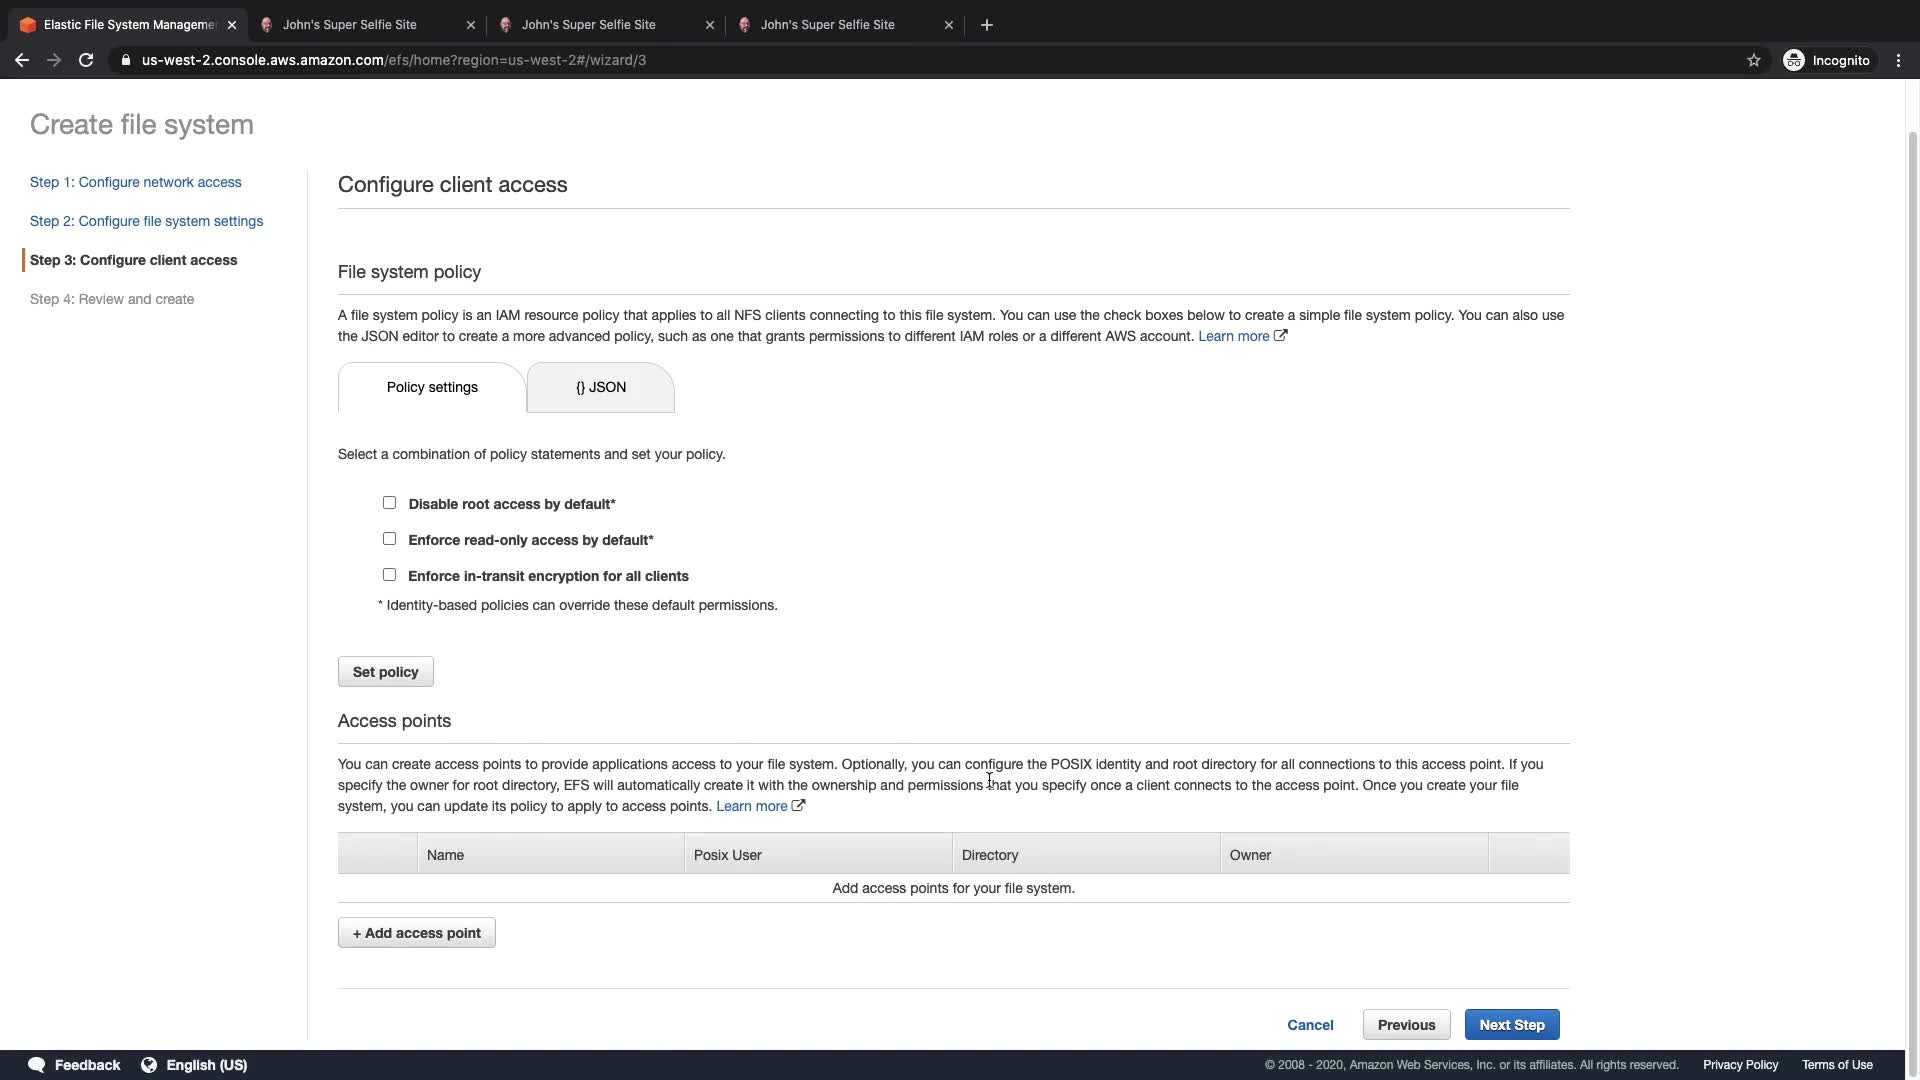 Elastic File System Manageme
John's Super Selfie Site
John's Super Selfie Site
John's Super Selfie Site
us-west-2.console.aws.amazon.com/efs/home?region=us-west-2#/wizard/3
Incognito
Create file system
Step 1: Configure network access
Step 2: Configure file system settings
Step 3: Configure client access
Step 4: Review and create
Configure client access
File system policy
A file system policy is an IAM resource policy that applies to all NFS clients connecting to this file system. You can use the check boxes below to create a simple file system policy. You can also use
the JSON editor to create a more advanced policy, such as one that grants permissions to different IAM roles or a different AWS account. Learn more
Policy settings
{} JSON
Select a combination of policy statements and set your policy.
Disable root access by default*
Enforce read-only access by default*
Enforce in-transit encryption for all clients
* Identity-based policies can override these default permissions.
Set policy
Access points
You can create access points to provide applications access to your file system. Optionally, you can configure the POSIX identity and root directory for all connections to this access point. If you
specify the owner for root directory, EFS will automatically create it with the ownership and permissions that you specify once a client connects to the access point. Once you create your file
system, you can update its policy to apply to access points. Learn more
Name Posix User Directory Owner
Add access points for your file system.
+ Add access point
Cancel Previous Next Step
Feedback English (US)
© 2008 - 2020, Amazon Web Services, Inc. or its affiliates. All rights reserved. Privacy Policy Terms of Use